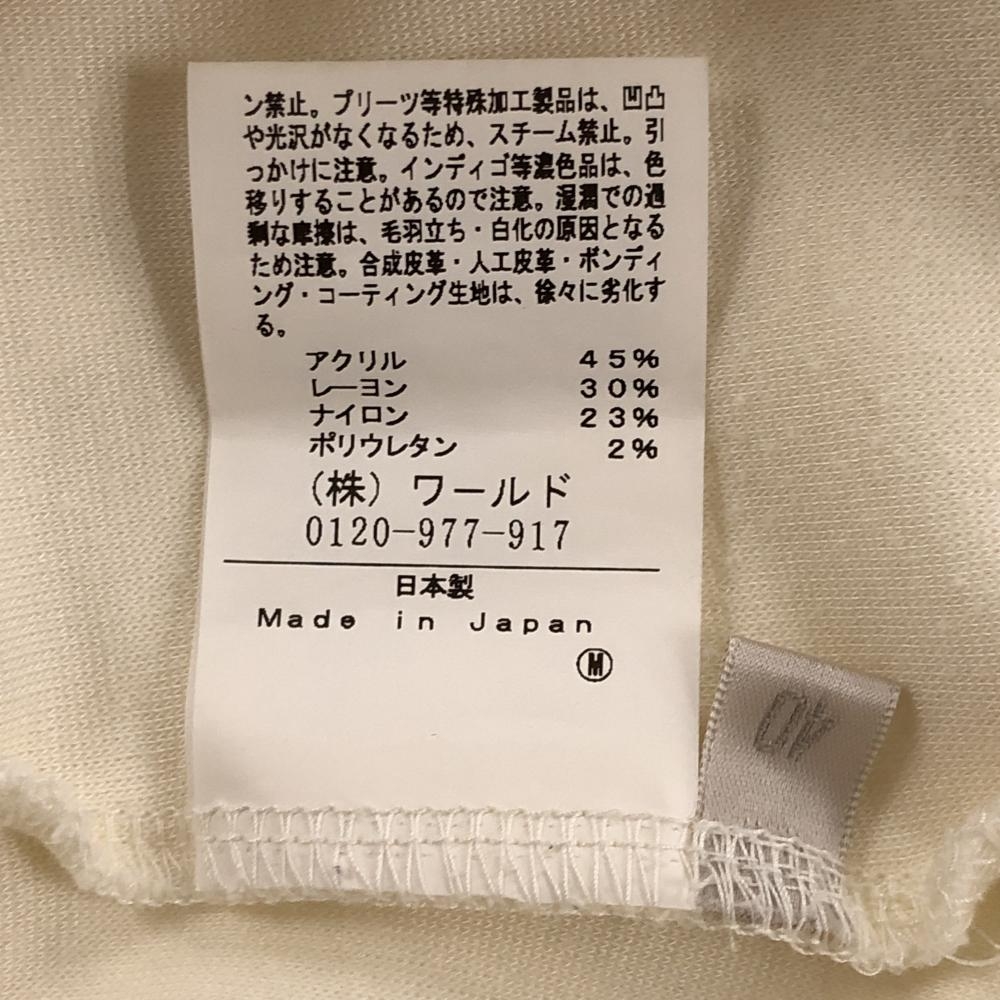 ン禁止。プリーツ等特殊加工製品は、凹凸
や光沢がなくなるため、スチーム禁止。引
っかけに注意。インディゴ等濃色品は、色
移りすることがあるので注意。湿潤での過
剰な摩擦は、毛羽立ち・白化の原因となる
ため注意。合成皮革・人工皮革・ボンディ
ング・コーティング生地は、徐々に劣化す
る。
アクリル 45%
レーヨン 30%
ナイロン 23%
ポリウレタン 2%
(株) ワールド
0120-977-917
日本製
Made in Japan
Ⓜ
40